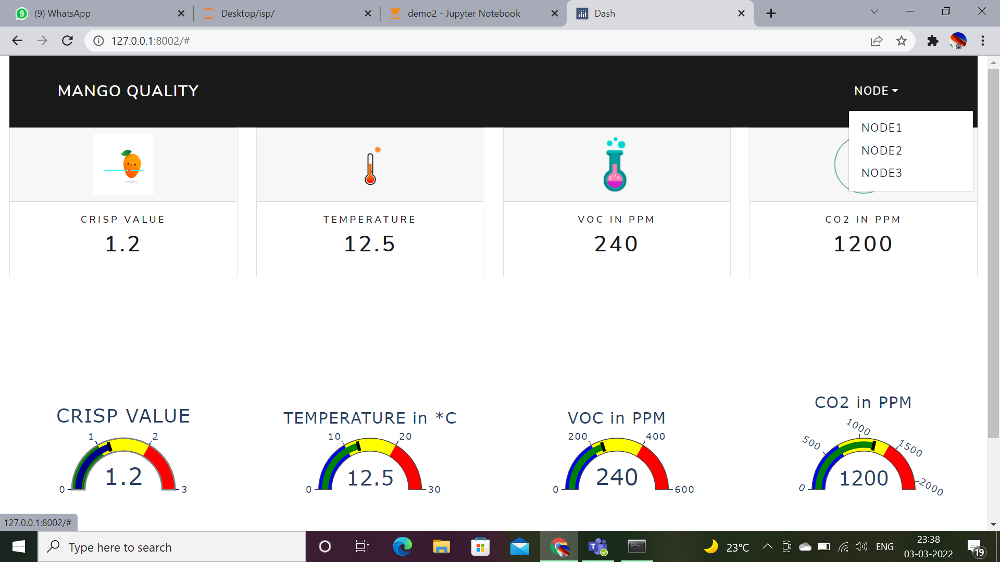 9 (9) WhatsApp
Desktop/isp/
demo2 - Jupyter Notebook
Dash
127.0.0.1:8002/#
MANGO QUALITY
NODE
NODE1
NODE2
NODE3
CRISP VALUE
1.2
TEMPERATURE
12.5
VOC IN PPM
240
CO2 IN PPM
1200
CRISP VALUE
0 1 2 3
1.2
TEMPERATURE in *C
0 10 20 30
12.5
VOC in PPM
0 200 400 600
240
CO2 in PPM
0 500 1000 1500 2000
1200
127.0.0.1:8002/#
Type here to search
23°C
ENG
23:38
03-03-2022
19